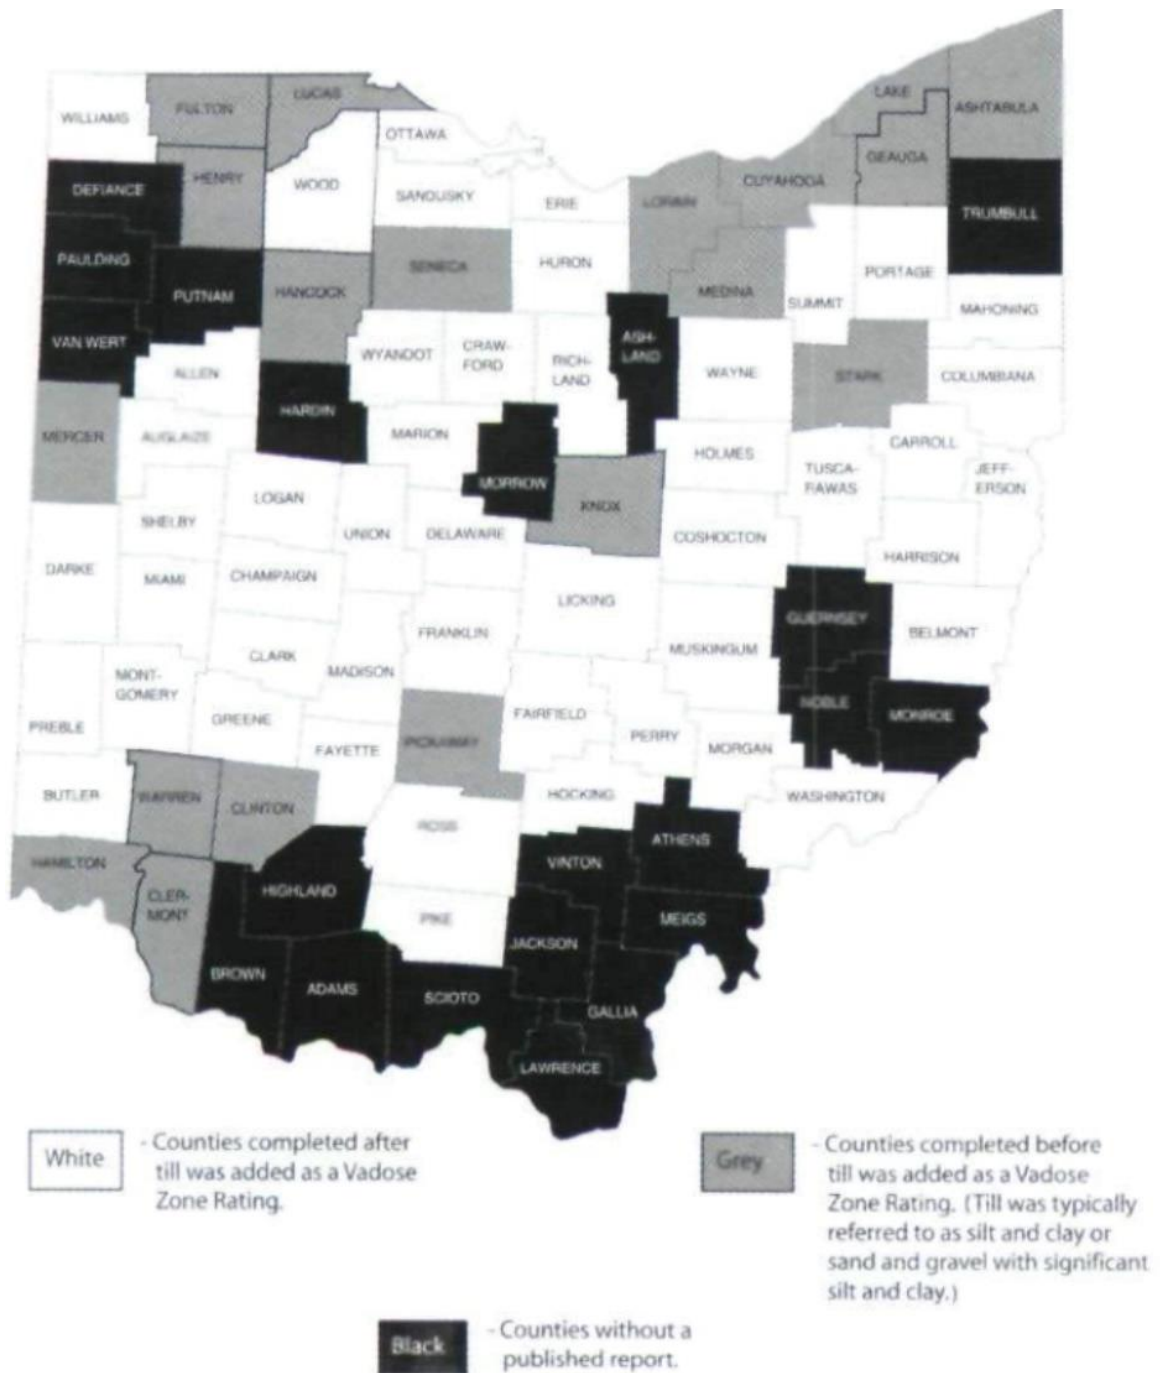 LUCAS
LAKE
WILLIAMS
FULTON
ASHTABULA
OTTAWA
GEAUGA
HENRY
WOOD
CUYAHOGA
DEFIANCE
SANDUSKY
ERIE
LORAIN
TRUMBULL
PAULDING
SENECA
HURON
PORTAGE
PUTNAM
HANCOCK
MEDINA
SUMMIT
MAHONING
VAN WERT
WYANDOT
CRAW-
FORD
RICH-
LAND
ASH-
LAND
WAYNE
STARK
COLUMBIANA
ALLEN
HARDIN
MERCER
AUGLAIZE
MARION
HOLMES
CARROLL
MORROW
TUSCA-
RAWAS
JEFF-
ERSON
LOGAN
KNOX
SHELBY
UNION
DELAWARE
COSHOCTON
HARRISON
DARKE
MIAMI
CHAMPAIGN
LICKING
GUERNSEY
BELMONT
FRANKLIN
CLARK
MADISON
MUSKINGUM
MONT-
GOMERY
NOBLE
MONROE
PREBLE
GREENE
FAIRFIELD
PICKAWAY
PERRY
MORGAN
FAYETTE
BUTLER
WARREN
CLINTON
HOCKING
WASHINGTON
ROSS
ATHENS
HAMILTON
VINTON
HIGHLAND
CLER-
MONT
PIKE
MEIGS
JACKSON
BROWN
ADAMS
SCIOTO
GALLIA
LAWRENCE
White
- Counties completed after
till was added as a Vadose
Zone Rating.
Grey
- Counties completed before
till was added as a Vadose
Zone Rating. (Till was typically
referred to as silt and clay or
sand and gravel with significant
silt and clay.)
Black
- Counties without a
published report.